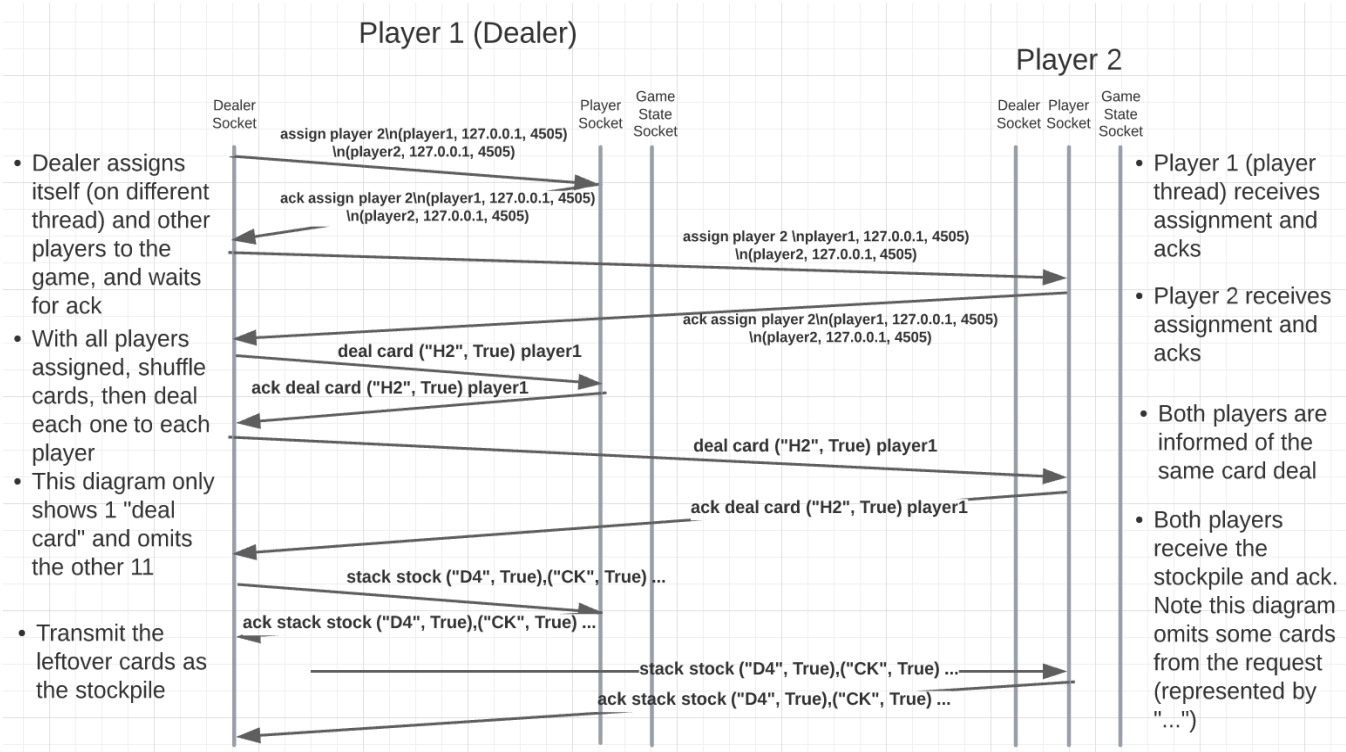 Player 1 (Dealer)
Player 2
Dealer
Socket
Player
Socket
Game
State
Socket
Dealer
Socket
Player
Socket
Game
State
Socket
• Dealer assigns
itself (on different
thread) and other
players to the
game, and waits
for ack
• With all players
assigned, shuffle
cards, then deal
each one to each
player
• This diagram only
shows 1 "deal
card" and omits
the other 11
• Transmit the
leftover cards as
the stockpile
assign player 2\n(player1, 127.0.0.1, 4505)
\n(player2, 127.0.0.1, 4505)
ack assign player 2\n(player1, 127.0.0.1, 4505)
\n(player2, 127.0.0.1, 4505)
assign player 2 \nplayer1, 127.0.0.1, 4505)
\n(player2, 127.0.0.1, 4505)
ack assign player 2\n(player1, 127.0.0.1, 4505)
\n(player2, 127.0.0.1, 4505)
deal card ("H2", True) player1
ack deal card ("H2", True) player1
deal card ("H2", True) player1
ack deal card ("H2", True) player1
stack stock ("D4", True),("CK", True) ...
ack stack stock ("D4", True),("CK", True) ...
stack stock ("D4", True),("CK", True) ...
ack stack stock ("D4", True),("CK", True) ...
• Player 1 (player
thread) receives
assignment and
acks
• Player 2 receives
assignment and
acks
• Both players are
informed of the
same card deal
• Both players
receive the
stockpile and ack.
Note this diagram
omits some cards
from the request
(represented by
"...")